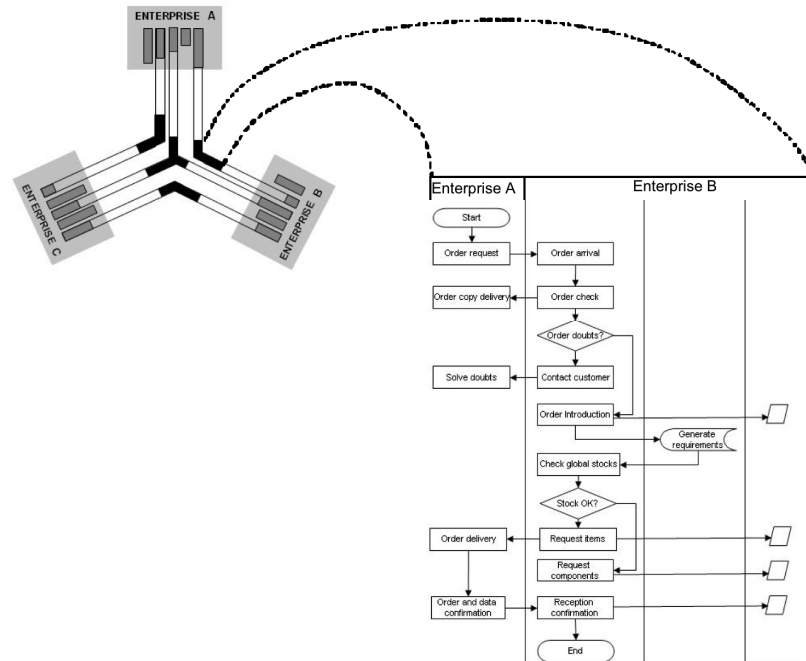 ENTERPRISE A
ENTERPRISE C
ENTERPRISE B
Enterprise A
Enterprise B
Start
Order request
Order arrival
Order copy delivery
Order check
Order doubts?
Solve doubts
Contact customer
Order Introduction
Generate
requirements
Check global stocks
Stock OK?
Order delivery
Request items
Request
components
Order and data
confirmation
Reception
confirmation
End